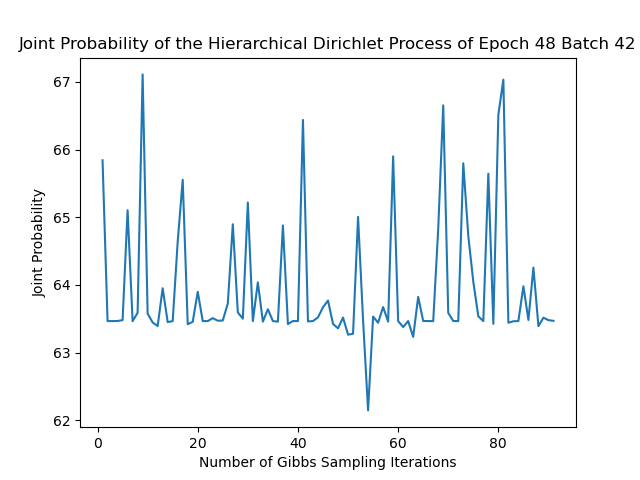 Joint Probability of the Hierarchical Dirichlet Process of Epoch 48 Batch 42
67
66
65
64
63
62
Joint Probability
0 20 40 60 80
Number of Gibbs Sampling Iterations